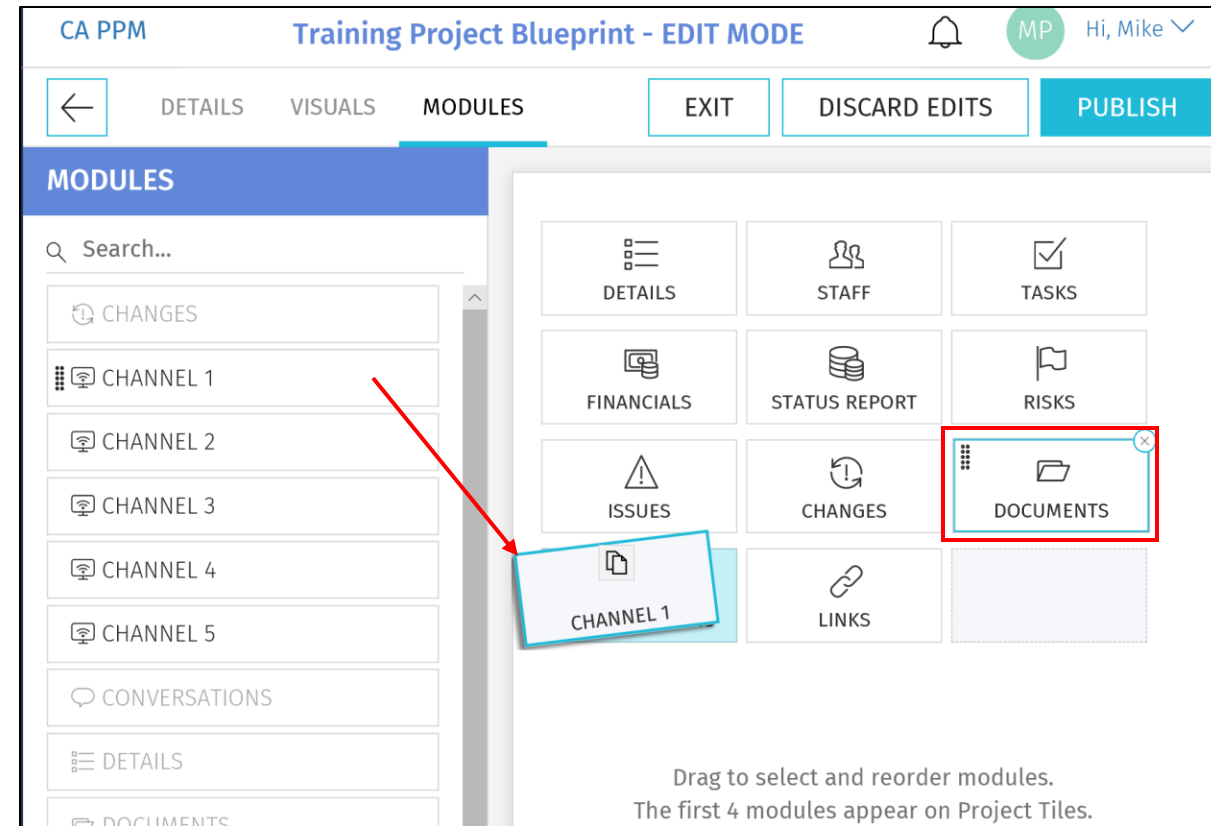 CA PPM
Training Project Blueprint - EDIT MODE
MP
Hi, Mike
DETAILS
VISUALS
MODULES
EXIT
DISCARD EDITS
PUBLISH
MODULES
Search...
CHANGES
CHANNEL 1
CHANNEL 2
CHANNEL 3
CHANNEL 4
CHANNEL 5
CONVERSATIONS
DETAILS
DOCUMENTS
DETAILS
STAFF
TASKS
FINANCIALS
STATUS REPORT
RISKS
ISSUES
CHANGES
DOCUMENTS
CHANNEL 1
LINKS
Drag to select and reorder modules.
The first 4 modules appear on Project Tiles.